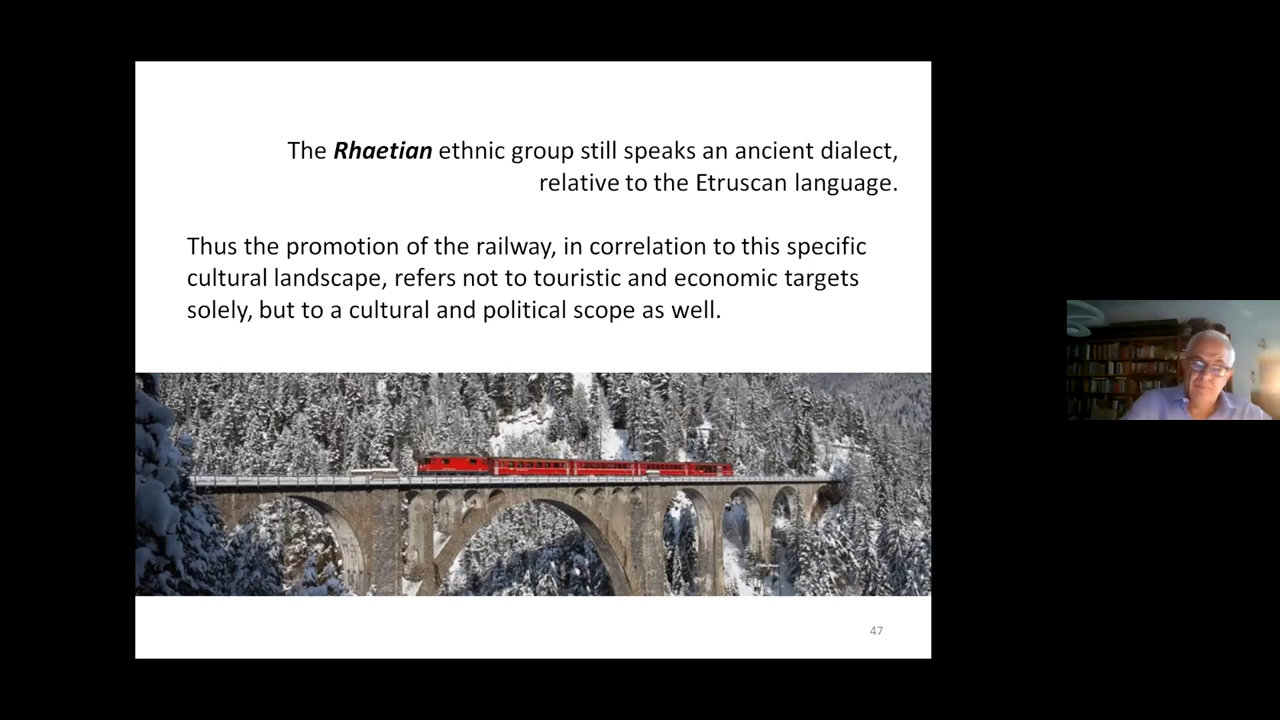 The Rhaetian ethnic group still speaks an ancient dialect,
relative to the Etruscan language.
Thus the promotion of the railway, in correlation to this specific
cultural landscape, refers not to touristic and economic targets
solely, but to a cultural and political scope as well.
47